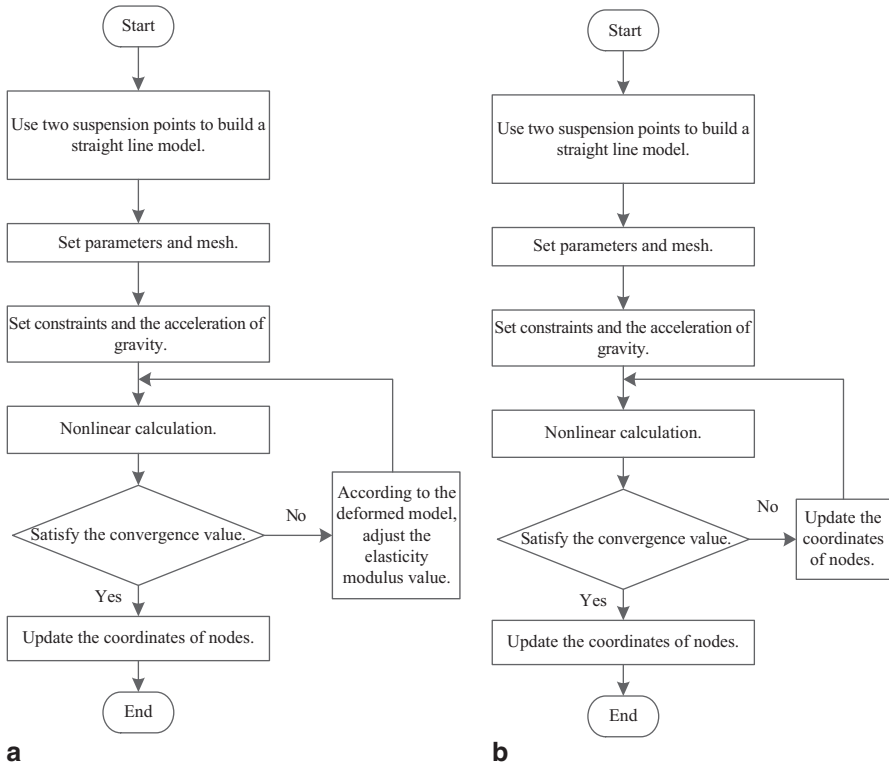 Start
Use two suspension points to build a
straight line model.
Set parameters and mesh.
Set constraints and the acceleration of
gravity.
Nonlinear calculation.
Satisfy the convergence value.
No
According to the
deformed model,
adjust the
elasticity
modulus value.
Yes
Update the coordinates of nodes.
End
a
Start
Use two suspension points to build a
straight line model.
Set parameters and mesh.
Set constraints and the acceleration of
gravity.
Nonlinear calculation.
Satisfy the convergence value.
No
Update the
coordinates
of nodes.
Yes
Update the coordinates of nodes.
End
b